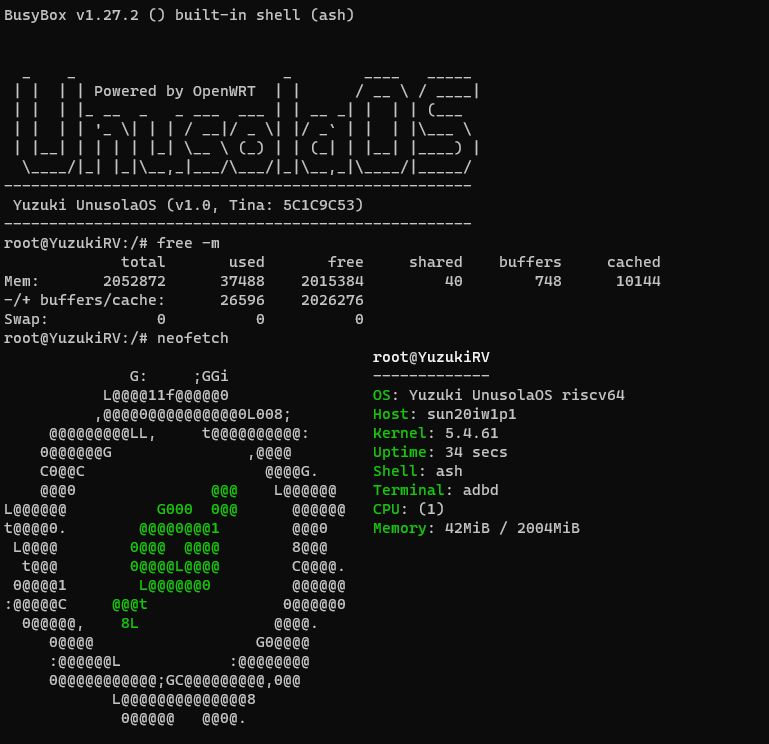 BusyBox v1.27.2 () built-in shell (ash)
  _    _                       _        ____   _____
 | |  | | Powered by OpenWRT  | |      / __ \ / ____|
 | |  | |_ __  _   _ ___  ___ | | __ _| |  | | (___
 | |  | | '_ \| | | / __|/ _ \| |/ _` | |  | |\___ \
 | |__| | | | | |_| \__ \ (_) | | (_| | |__| |____) |
  \____/|_| |_|\__,_|___/\___/|_|\__,_|\____/|_____/
----------------------------------------------------
 Yuzuki UnusolaOS (v1.0, Tina: 5C1C9C53)
----------------------------------------------------
root@YuzukiRV:/# free -m
             total       used       free     shared    buffers     cached
Mem:       2052872      37488    2015384         40        748      10144
-/+ buffers/cache:      26596    2026276
Swap:            0          0          0
root@YuzukiRV:/# neofetch
root@YuzukiRV
-------------
OS: Yuzuki UnusolaOS riscv64
Host: sun20iw1p1
Kernel: 5.4.61
Uptime: 34 secs
Shell: ash
Terminal: adbd
CPU: (1)
Memory: 42MiB / 2004MiB
              G:     ;GGi
           L@@@@11f@@@@@0
          ,@@@@0@@@@@@@@@@@0L008;
     @@@@@@@@@LL,     t@@@@@@@@@@:
    0@@@@@@@G               ,@@@@
    C0@@C                    @@@@G.
    @@@0               @@@    L@@@@@@
L@@@@@@          G000  0@@      @@@@@@
t@@@@0.        @@@@0@@@1        @@@0
 L@@@@        0@@@  @@@@        8@@@
  t@@@        0@@@@L@@@@        C@@@@.
 0@@@@1        L@@@@@@0         @@@@@@
:@@@@@C     @@@t               0@@@@@0
  0@@@@@,    8L               @@@@.
     0@@@@                  G0@@@@
     :@@@@@@L            :@@@@@@@@
     0@@@@@@@@@@@;GC@@@@@@@@@,0@@
            L@@@@@@@@@@@@@@8
             0@@@@@   @@0@.